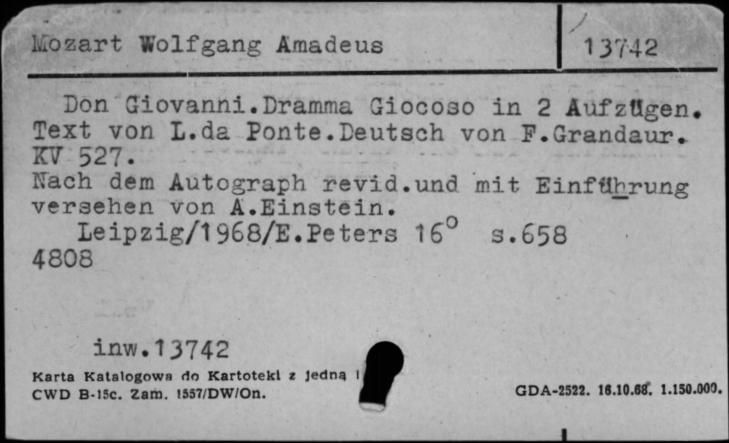 Mozart Wolfgang Amadeus
13742
Don Giovanni.Dramma Giocoso in 2 Aufzügen.
Text von L.da Ponte.Deutsch von F.Grandaur.
KV 527.
Nach dem Autograph revid.und mit Einführung
versehen von A.Einstein.
Leipzig/1968/E.Peters 16° s.658
4808
inw.13742
Karta Katalogowa do Kartoteki z jedną
CWD B-15c. Zam. 1557/DW/On.
GDA-2522. 16.10.68. 1.150.000.